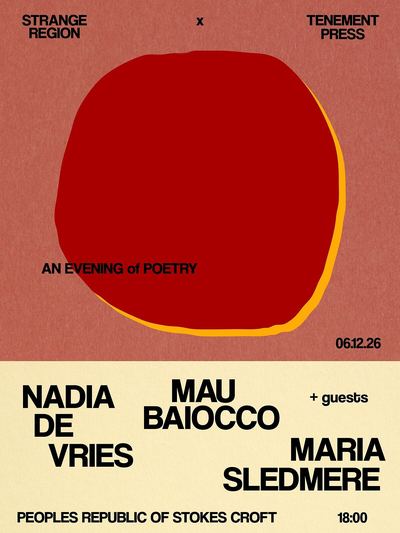 STRANGE
REGION
x
TENEMENT
PRESS
AN EVENING of POETRY
06.12.26
NADIA
DE
VRIES
MAU
BAIOCCO
+ guests
MARIA
SLEDMERE
PEOPLES REPUBLIC OF STOKES CROFT
18:00